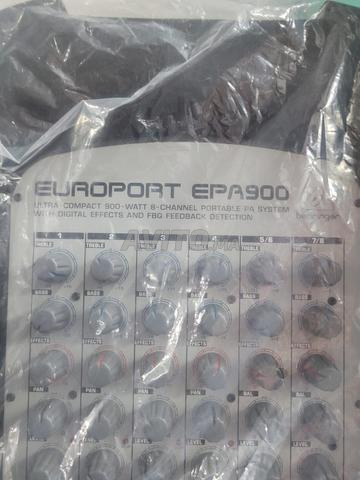 EUROPORT EPA900
ULTRA-COMPACT 900-WATT 8-CHANNEL PORTABLE PA SYSTEM
WITH DIGITAL EFFECTS AND FBQ FEEDBACK DETECTION
behringer
AVITO.ma
1 2 3 4 5/6 7/8
TREBLE TREBLE TREBLE TREBLE TREBLE TREBLE
BASS BASS BASS BASS BASS BASS
EFFECTS EFFECTS EFFECTS EFFECTS EFFECTS EFFECTS
PAN PAN PAN PAN BAL BAL
LEVEL LEVEL LEVEL LEVEL LEVEL LEVEL